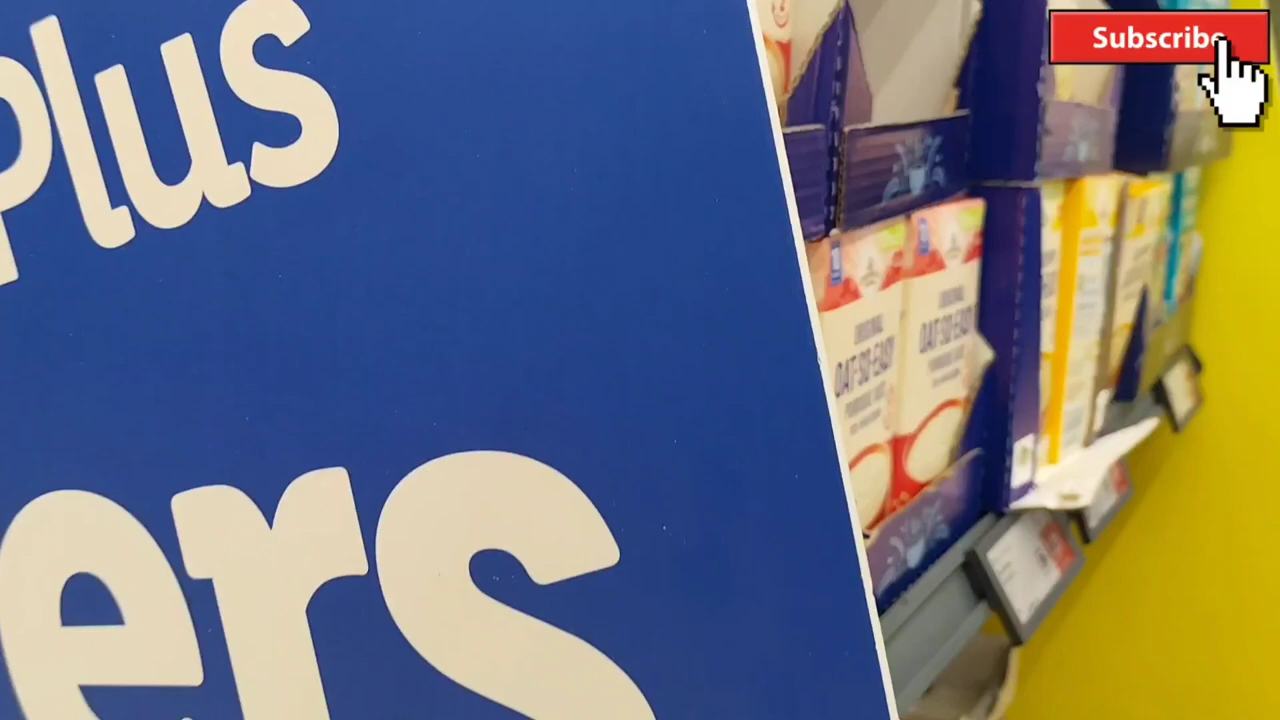 Plus
ers
Subscribe
ORIGINAL
OAT-SO-EASY
ORIGINAL
OAT-SO-EASY